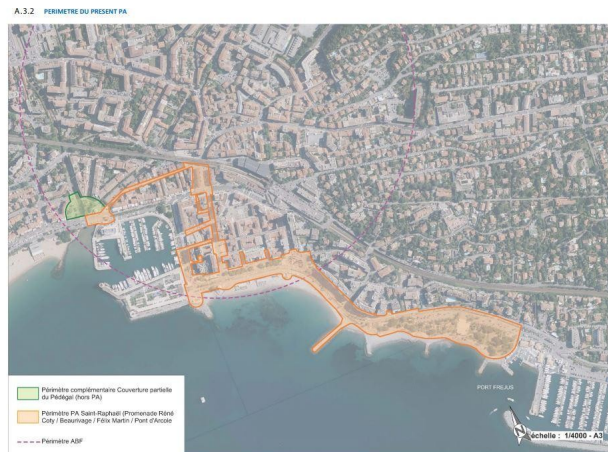 A.3.2 PERIMETRE DU PRESENT PA
PORT FREJUS
Périmètre complémentaire Couverture partielle
du Pédégal (hors PA)
Périmètre PA Saint-Raphaël (Promenade Réné
Coty / Beaurivage / Félix Martin / Pont d'Arcole
Périmètre ABF
N
échelle : 1/4000 - A3